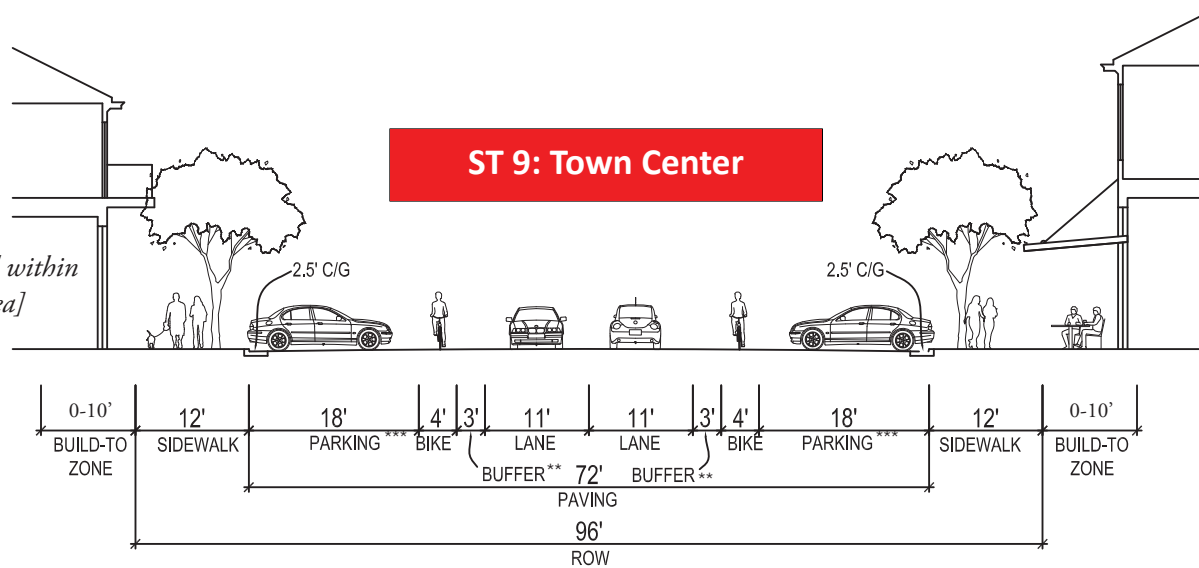 ST 9: Town Center
within
ea]
2.5' C/G
2.5' C/G
0-10’ 12' 18' 4' 3' 11' 11' 3' 4' 18' 12' 0-10’
BUILD-TO ZONE SIDEWALK PARKING*** BIKE LANE LANE BIKE PARKING*** SIDEWALK BUILD-TO ZONE
BUFFER** 72' BUFFER**
PAVING
96'
ROW